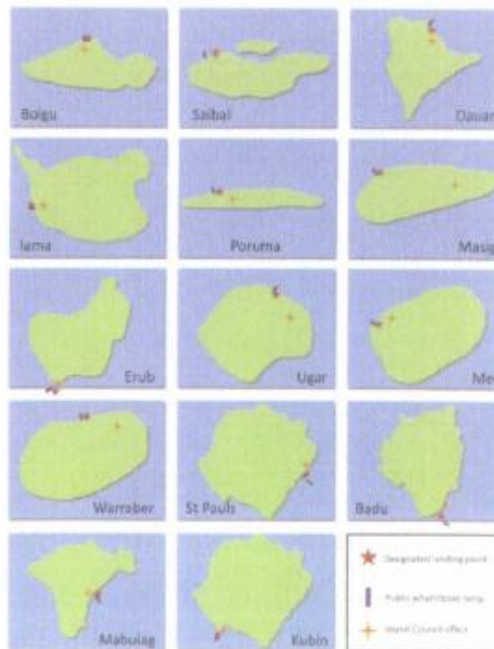 Boigu
Saibai
Dauan
Iama
Poruma
Masig
Erub
Ugar
Mer
Warraber
St Pauls
Badu
Designated landing point
Public wharf/boat ramp
Island Council office
Mabuiag
Kubin